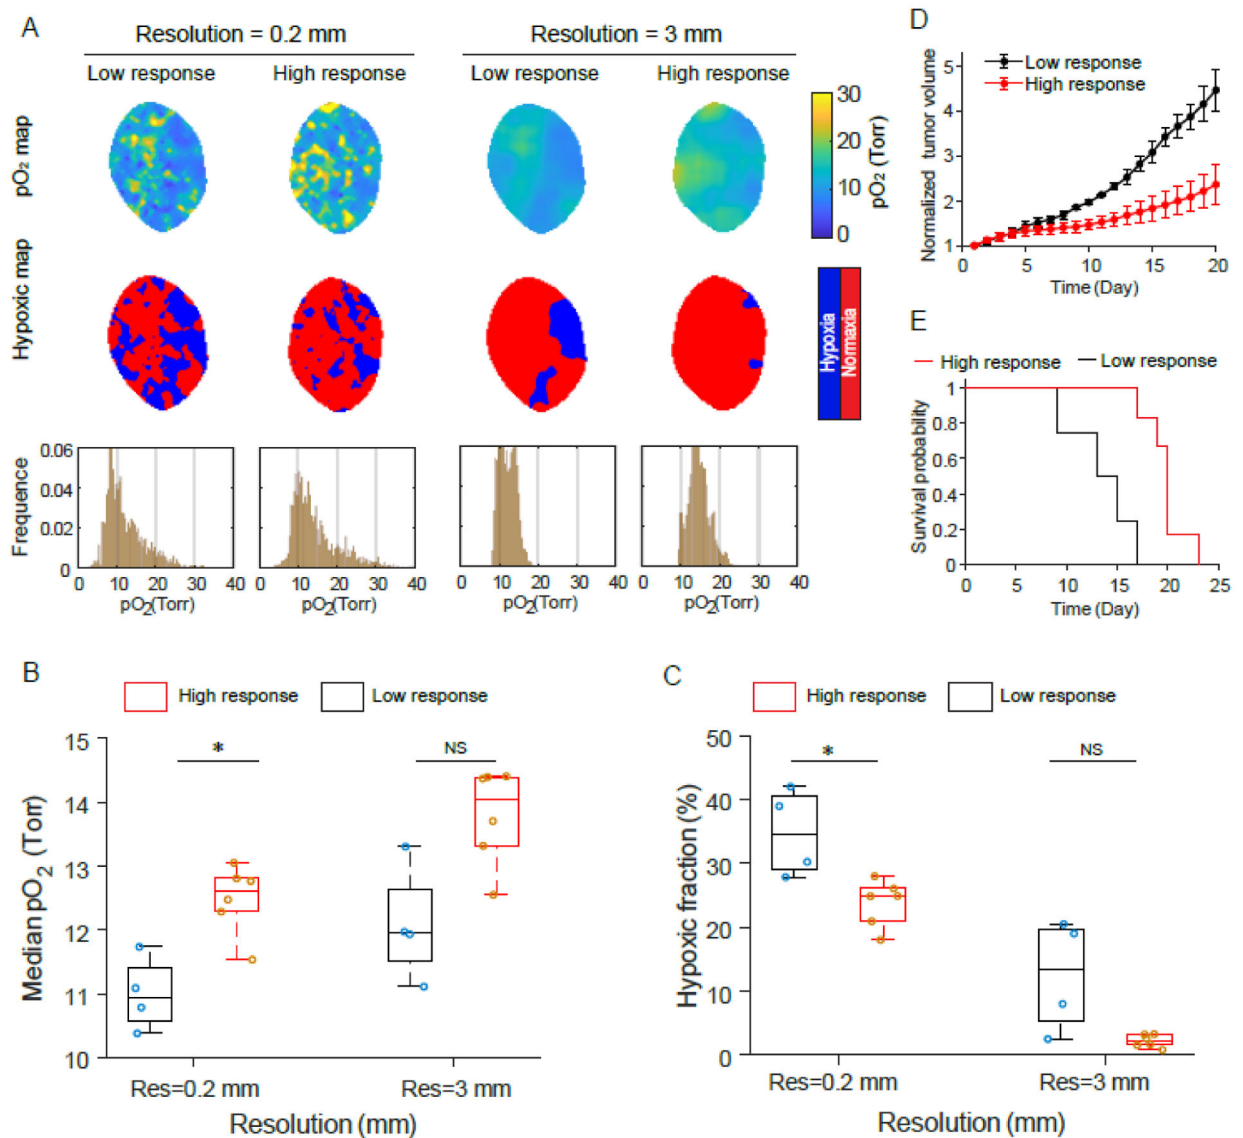 A
Resolution = 0.2 mm
Resolution = 3 mm
Low response
High response
Low response
High response
pO₂ map
30
20
10
0
pO₂ (Torr)
Hypoxic map
Hypoxia
Normaxia
Frequence
0.06
0.04
0.02
0
0 10 20 30 40
0 10 20 30 40
0 10 20 30 40
0 10 20 30 40
pO₂(Torr)
pO₂(Torr)
pO₂(Torr)
pO₂(Torr)
D
Low response
High response
Normalized tumor volume
5
4
3
2
1
0 5 10 15 20
Time (Day)
E
High response
Low response
Survival probability
1
0.8
0.6
0.4
0.2
0
0 5 10 15 20 25
Time (Day)
B
High response
Low response
Median pO₂ (Torr)
15
14
13
12
11
10
*
NS
Res=0.2 mm
Res=3 mm
Resolution (mm)
C
High response
Low response
Hypoxic fraction (%)
50
40
30
20
10
0
*
NS
Res=0.2 mm
Res=3 mm
Resolution (mm)